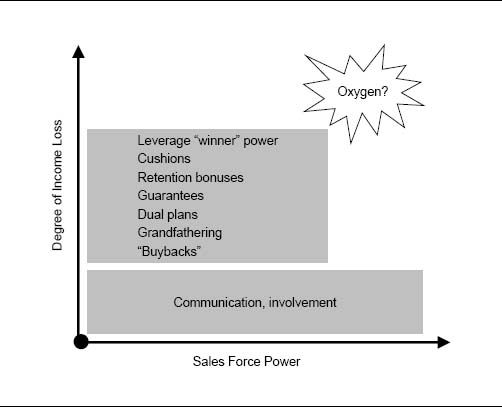 Oxygen?
Degree of Income Loss
Leverage “winner” power
Cushions
Retention bonuses
Guarantees
Dual plans
Grandfathering
“Buybacks”
Communication, involvement
Sales Force Power